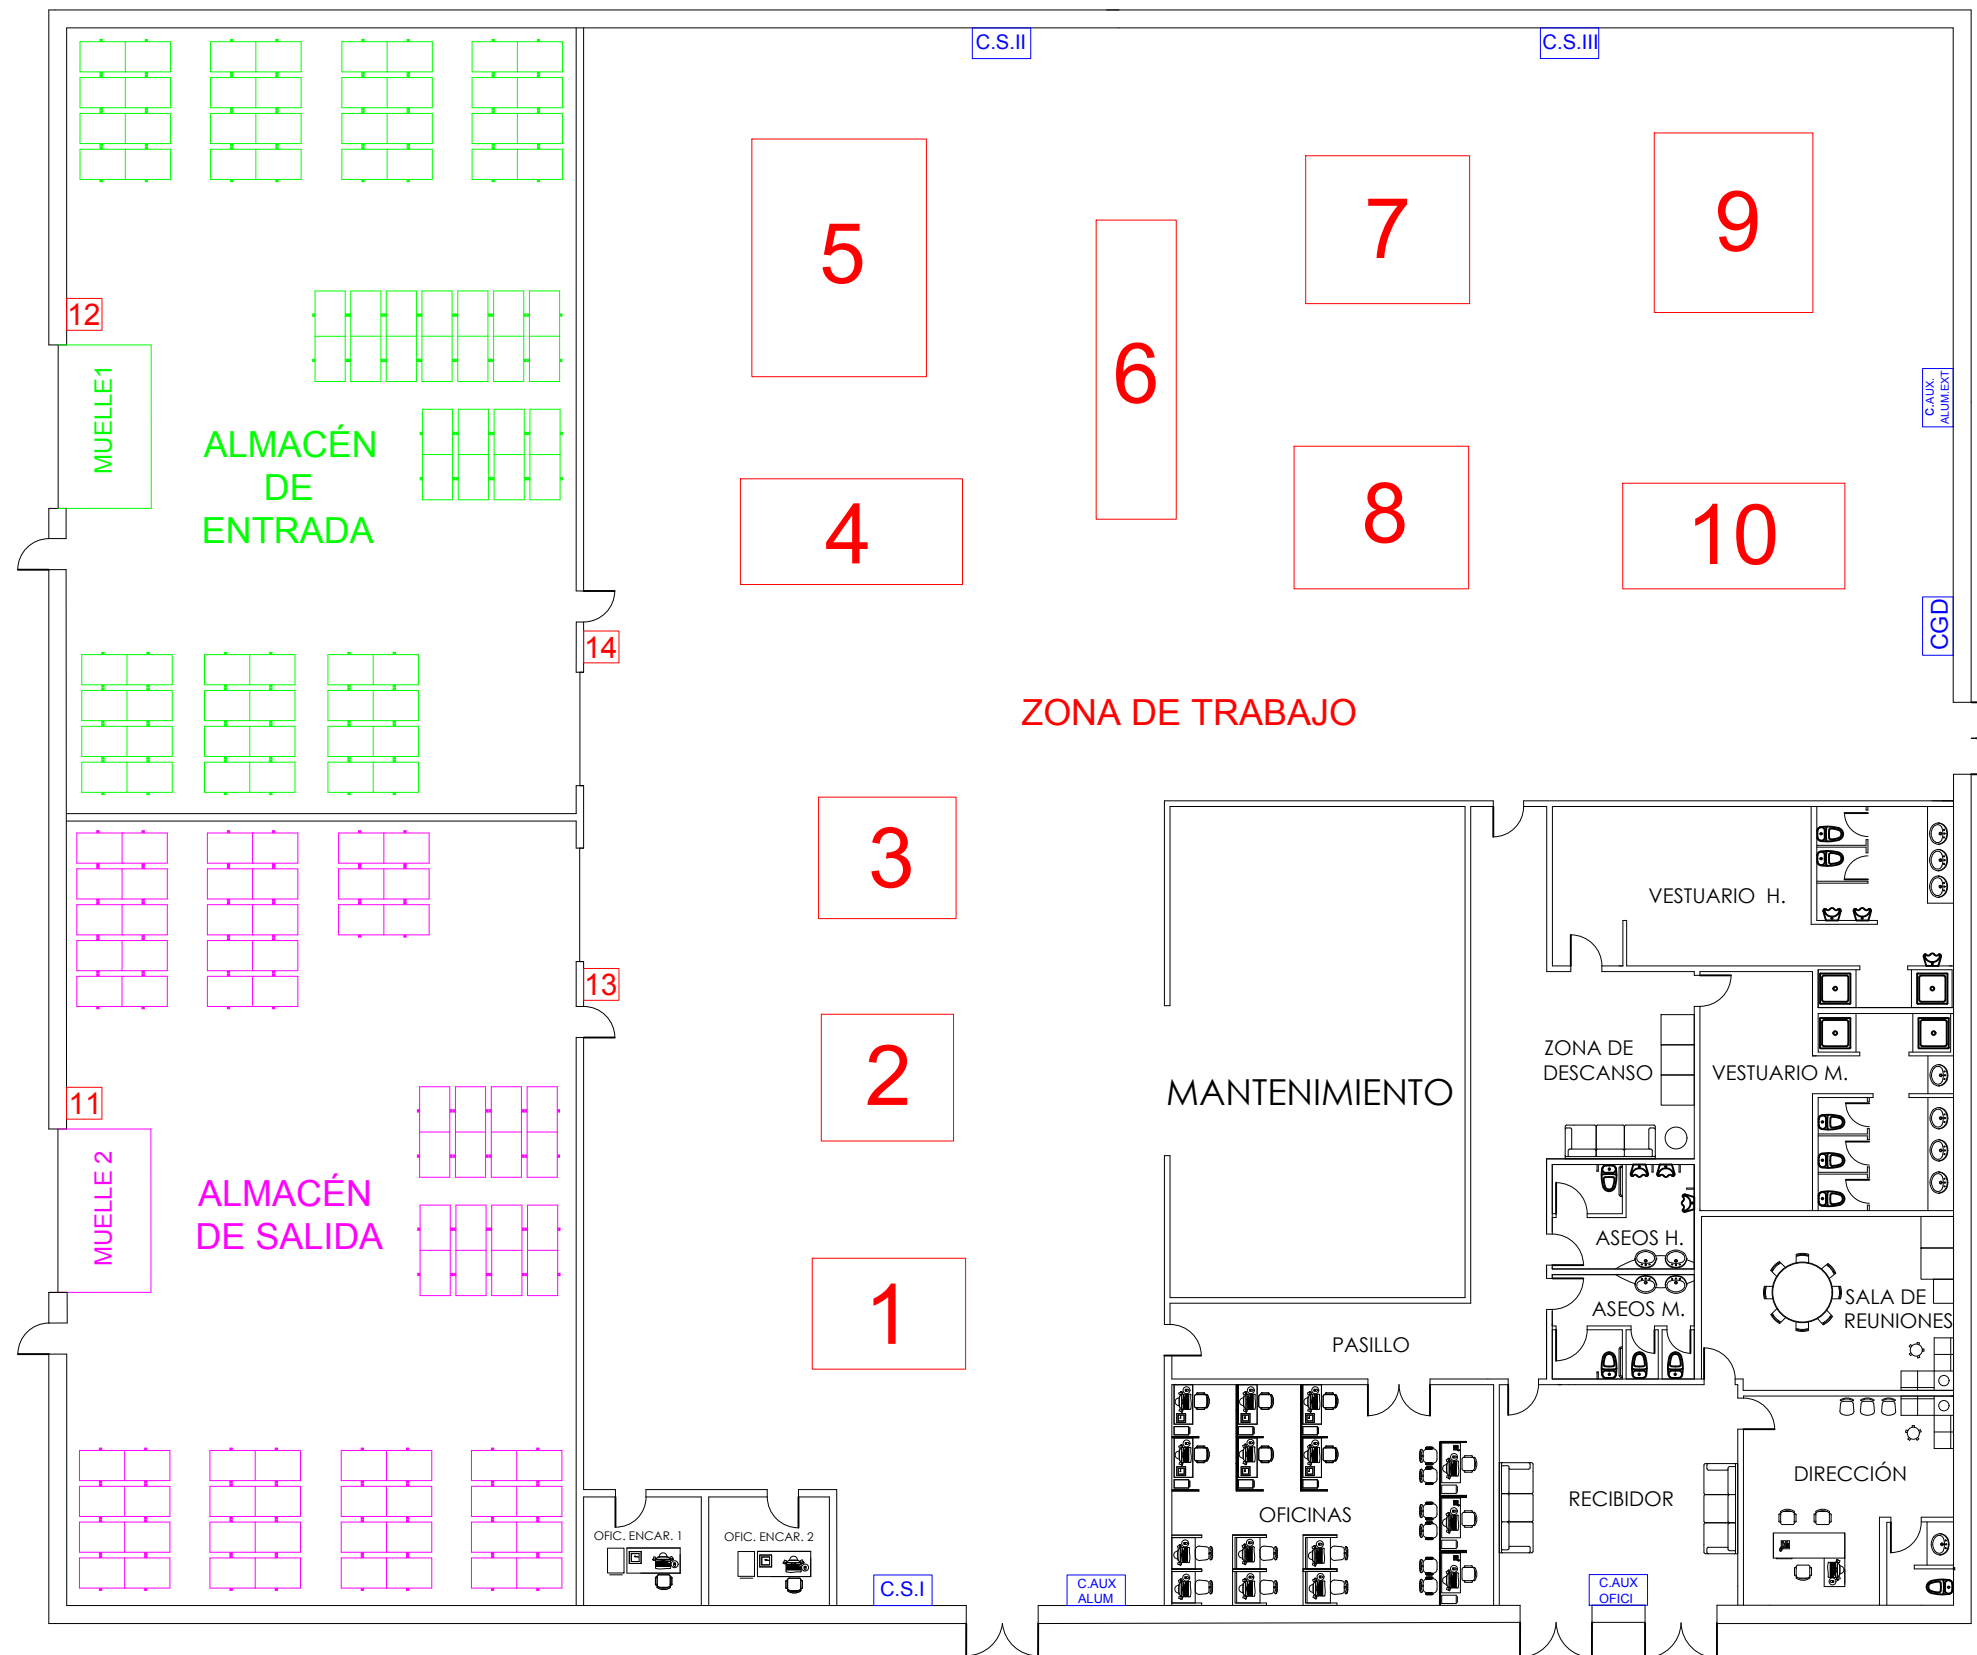 C.S.II
C.S.III
5
7
9
6
12
MUELLE1
C.AUX.
ALUM.EXT
ALMACÉN
DE
ENTRADA
4
8
10
CGD
14
ZONA DE TRABAJO
3
VESTUARIO H.
13
2
ZONA DE
DESCANSO
VESTUARIO M.
MANTENIMIENTO
11
MUELLE 2
ALMACÉN
DE SALIDA
1
ASEOS H.
ASEOS M.
SALA DE
REUNIONES
PASILLO
DIRECCIÓN
RECIBIDOR
OFICINAS
OFIC. ENCAR. 1
OFIC. ENCAR. 2
C.S.I
C.AUX
ALUM
C.AUX
OFICI